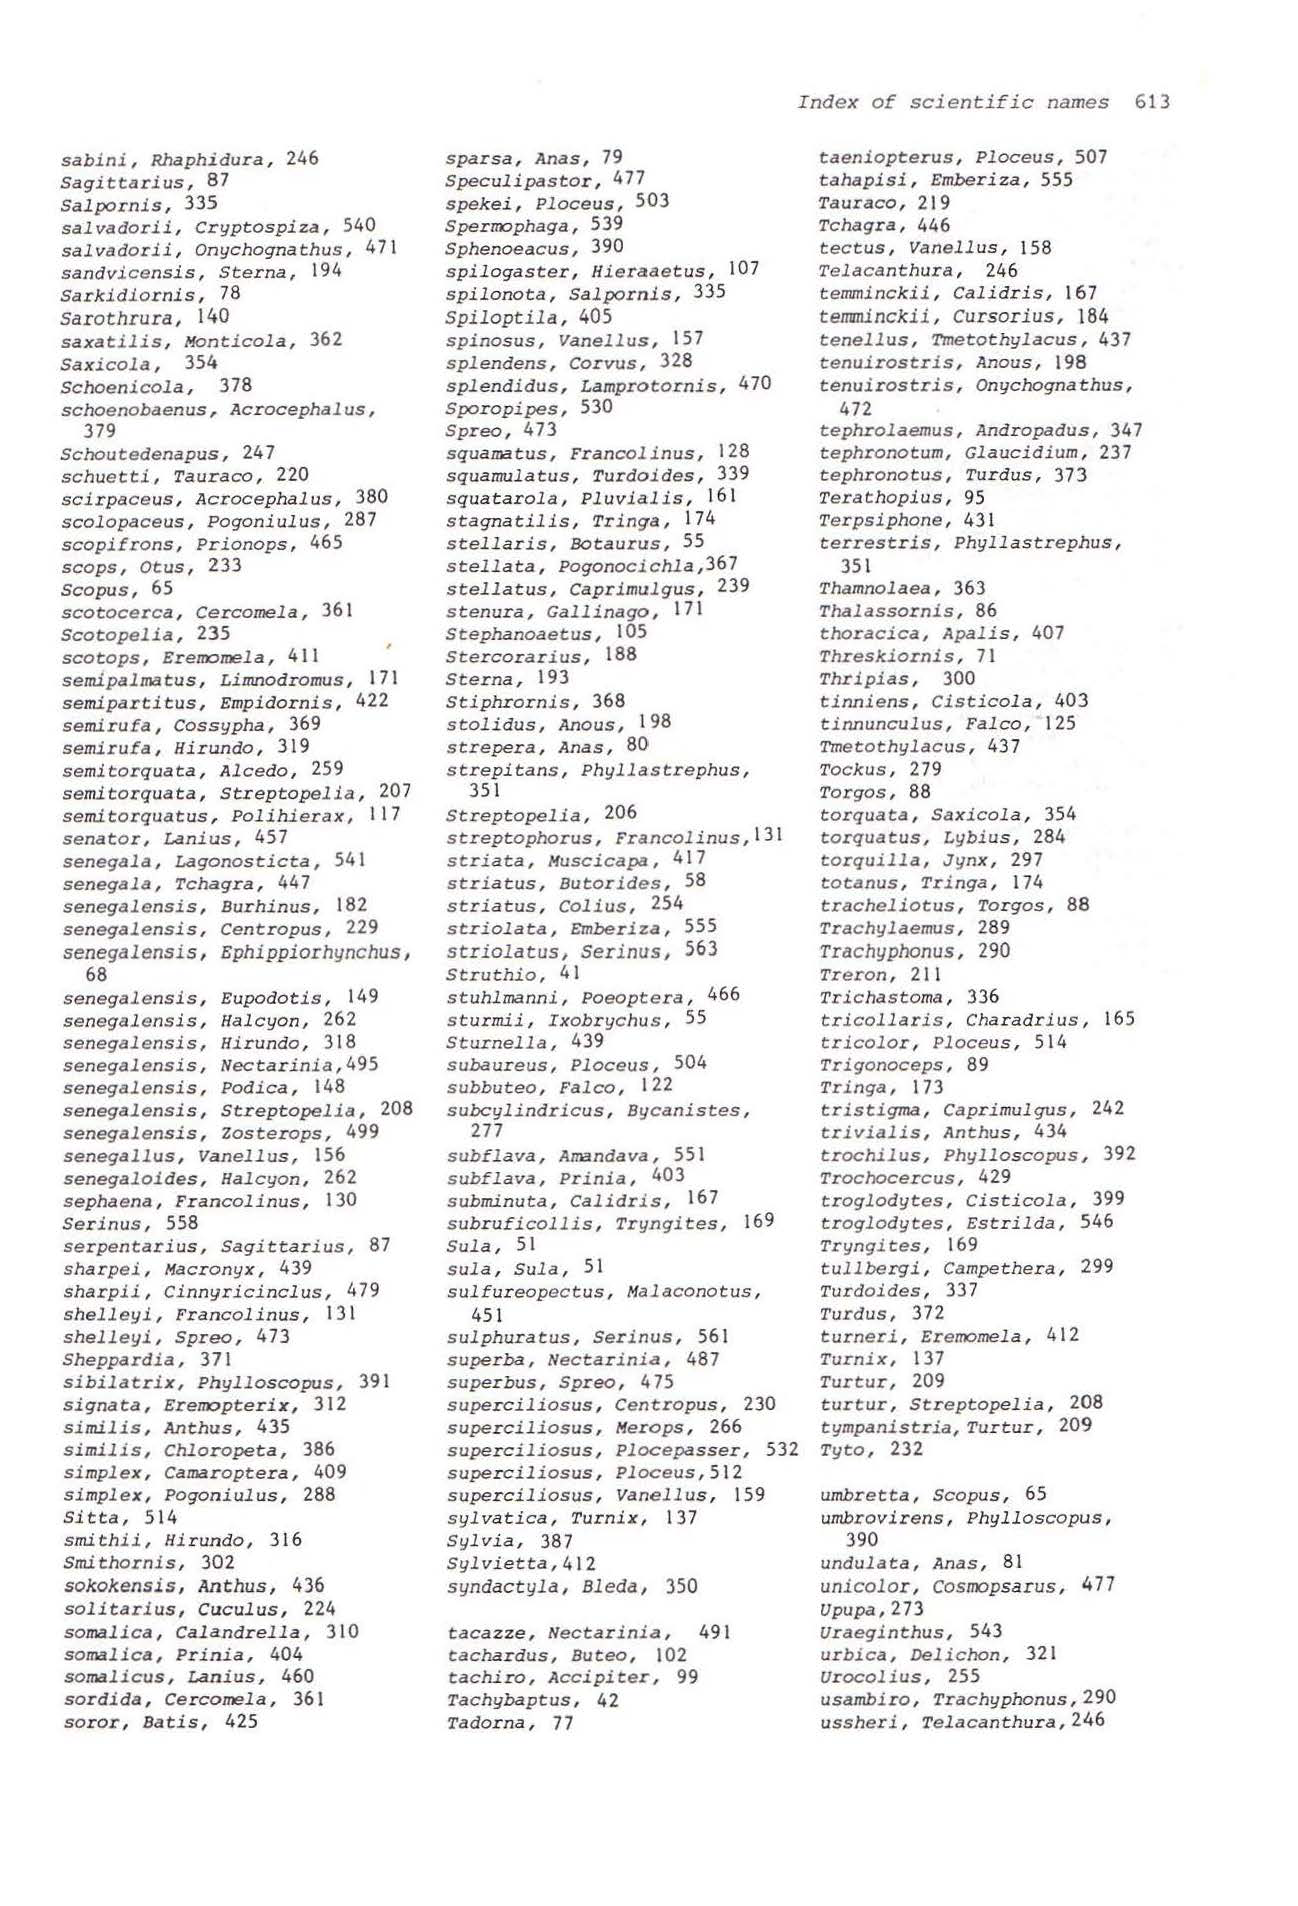 Index of scientific names 613
sabini, Rhaphidura, 246
Sagittarius, 87
Salpornis, 335
salvadorii, Cryptospiza, 540
salvadorii, Onychognathus, 471
sandvicensis, Sterna, 194
Sarkidiornis, 78
Sarothrura, 140
saxatilis, Monticola, 362
Saxicola, 354
Schoenicola, 378
schoenobaenus, Acrocephalus,
379
Schoutedenapus, 247
schuetti, Tauraco, 220
scirpaceus, Acrocephalus, 380
scolopaceus, Pogoniulus, 287
scopifrons, Prionops, 465
scops, Otus, 233
Scopus, 65
scotocerca, Cercomela, 361
Scotopelia, 235
scotops, Eremomela, 411
semipalmatus, Limnodromus, 171
semipartitus, Empidornis, 422
semirufa, Cossypha, 369
semirufa, Hirundo, 319
semitorquata, Alcedo, 259
semitorquata, Streptopelia, 207
semitorquatus, Polihierax, 117
senator, Lanius, 457
senegala, Lagonosticta, 541
senegala, Tchagra, 447
senegalensis, Burhinus, 182
senegalensis, Centropus, 229
senegalensis, Ephippiorhynchus,
68
senegalensis, Eupodotis, 149
senegalensis, Halcyon, 262
senegalensis, Hirundo, 318
senegalensis, Nectarinia,495
senegalensis, Podica, 148
senegalensis, Streptopelia, 208
senegalensis, Zosterops, 499
senegallus, Vanellus, 156
senegaloides, Halcyon, 262
sephaena, Francolinus, 130
Serinus, 558
serpentarius, Sagittarius, 87
sharpei, Macronyx, 439
sharpii, Cinnyricinclus, 479
shelleyi, Francolinus, 131
shelleyi, Spreo, 473
Sheppardia, 371
sibilatrix, Phylloscopus, 391
signata, Eremopterix, 312
similis, Anthus, 435
similis, Chloropeta, 386
simplex, Camaroptera, 409
simplex, Pogoniulus, 288
Sitta, 514
smithii, Hirundo, 316
Smithornis, 302
sokokensis, Anthus, 436
solitarius, Cuculus, 224
somalica, Calandrella, 310
somalica, Prinia, 404
somalicus, Lanius, 460
sordida, Cercomela, 361
soror, Batis, 425
sparsa, Anas, 79
Speculipastor, 477
spekei, Ploceus, 503
Spermophaga, 539
Sphenoeacus, 390
spilogaster, Hieraaetus, 107
spilonota, Salpornis, 335
Spiloptila, 405
spinosus, Vanellus, 157
splendens, Corvus, 328
splendidus, Lamprotornis, 470
Sporopipes, 530
Spreo, 473
squamatus, Francolinus, 128
squamulatus, Turdoides, 339
squatarola, Pluvialis, 161
stagnatilis, Tringa, 174
stellaris, Botaurus, 55
stellata, Pogonocichla,367
stellatus, Caprimulgus, 239
stenura, Gallinago, 171
Stephanoaetus, 105
Stercorarius, 188
Sterna, 193
Stiphrornis, 368
stolidus, Anous, 198
strepera, Anas, 80
strepitans, Phyllastrephus,
351
Streptopelia, 206
streptophorus, Francolinus,131
striata, Muscicapa, 417
striatus, Butorides, 58
striatus, Colius, 254
striolata, Emberiza, 555
striolatus, Serinus, 563
Struthio, 41
stuhlmanni, Poeoptera, 466
sturmii, Ixobrychus, 55
Sturnella, 439
subaureus, Ploceus, 504
subbuteo, Falco, 122
subcylindricus, Bycanistes,
277
subflava, Amandava, 551
subflava, Prinia, 403
subminuta, Calidris, 167
subruficollis, Tryngites, 169
Sula, 51
sula, Sula, 51
sulfureopectus, Malaconotus,
451
sulphuratus, Serinus, 561
superba, Nectarinia, 487
superbus, Spreo, 475
superciliosus, Centropus, 230
superciliosus, Merops, 266
superciliosus, Plocepasser, 532
superciliosus, Ploceus,512
superciliosus, Vanellus, 159
sylvatica, Turnix, 137
Sylvia, 387
Sylvietta,412
syndactyla, Bleda, 350
tacazze, Nectarinia, 491
tachardus, Buteo, 102
tachiro, Accipiter, 99
Tachybaptus, 42
Tadorna, 77
taeniopterus, Ploceus, 507
tahapisi, Emberiza, 555
Tauraco, 219
Tchagra, 446
tectus, Vanellus, 158
Telacanthura, 246
temminckii, Calidris, 167
temminckii, Cursorius, 184
tenellus, Tmetothylacus, 437
tenuirostris, Anous, 198
tenuirostris, Onychognathus,
472
tephrolaemus, Andropadus, 347
tephronotum, Glaucidium, 237
tephronotus, Turdus, 373
Terathopius, 95
Terpsiphone, 431
terrestris, Phyllastrephus,
351
Thamnolaea, 363
Thalassornis, 86
thoracica, Apalis, 407
Threskiornis, 71
Thripias, 300
tinniens, Cisticola, 403
tinnunculus, Falco, 125
Tmetothylacus, 437
Tockus, 279
Torgos, 88
torquata, Saxicola, 354
torquatus, Lybius, 284
torquilla, Jynx, 297
totanus, Tringa, 174
tracheliotus, Torgos, 88
Trachylaemus, 289
Trachyphonus, 290
Treron, 211
Trichastoma, 336
tricollaris, Charadrius, 165
tricolor, Ploceus, 514
Trigonoceps, 89
Tringa, 173
tristigma, Caprimulgus, 242
trivialis, Anthus, 434
trochilus, Phylloscopus, 392
Trochocercus, 429
troglodytes, Cisticola, 399
troglodytes, Estrilda, 546
Tryngites, 169
tullbergi, Campethera, 299
Turdoides, 337
Turdus, 372
turneri, Eremomela, 412
Turnix, 137
Turtur, 209
turtur, Streptopelia, 208
tympanistria,Turtur, 209
Tyto, 232
umbretta, Scopus, 65
umbrovirens, Phylloscopus,
390
undulata, Anas, 81
unicolor, Cosmopsarus, 477
Upupa,273
Uraeginthus, 543
urbica, Delichon, 321
Urocolius, 255
usambiro, Trachyphonus,290
ussheri, Telacanthura,246